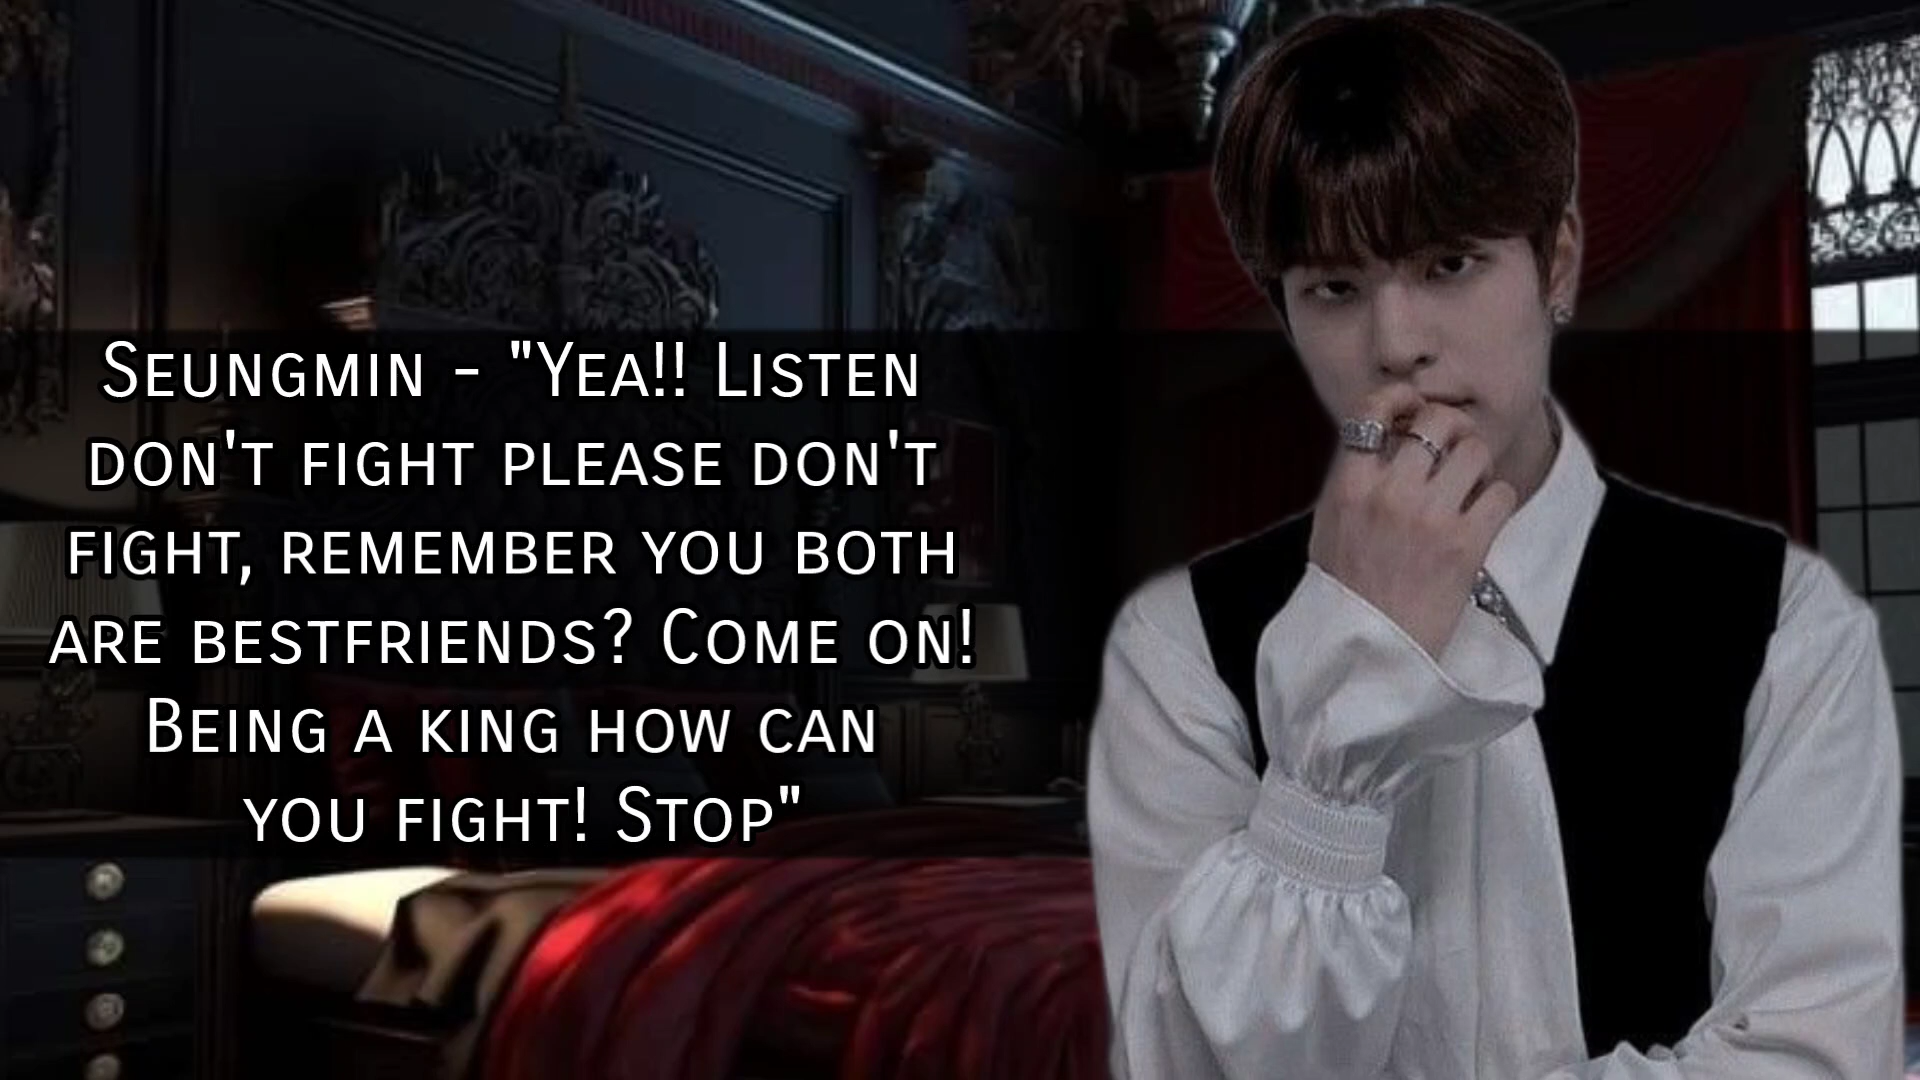 Seungmin - "Yea!! Listen
don't fight please don't
fight, remember you both
are bestfriends? Come on!
Being a king how can
you fight! Stop"